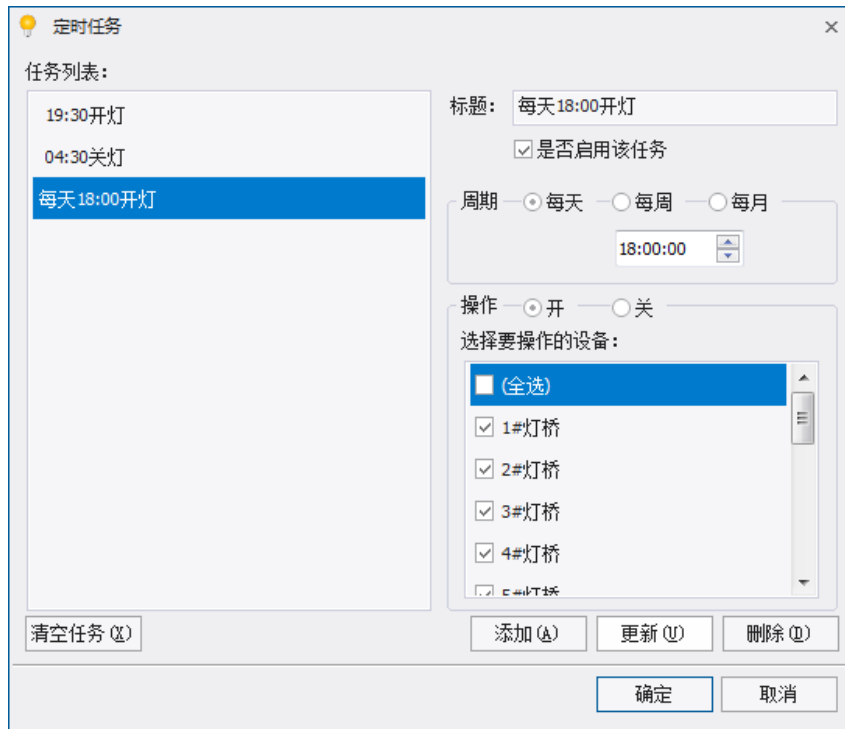 定时任务
任务列表：
19:30开灯
04:30关灯
每天18:00开灯
标题：
每天18:00开灯
是否启用该任务
周期 每天 每周 每月
18:00:00
操作 开 关
选择要操作的设备：
(全选)
1#灯桥
2#灯桥
3#灯桥
4#灯桥
5#灯桥
清空任务(X) 添加(A) 更新(U) 删除(D)
确定 取消